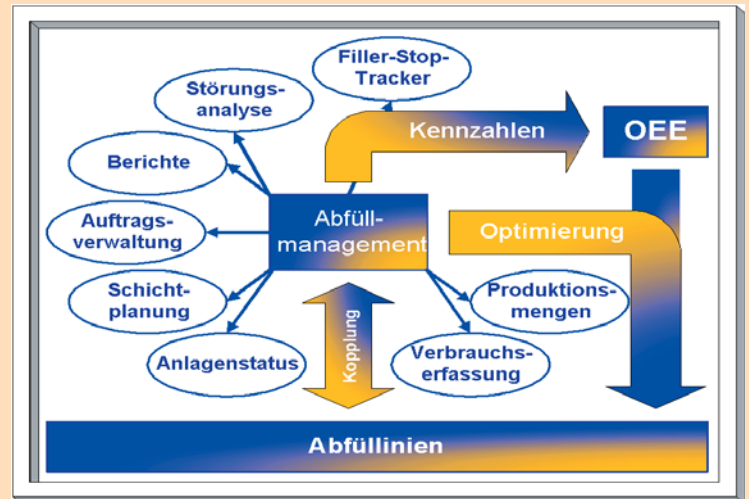 Filler-Stop-
Tracker
Störungs-
analyse
Kennzahlen
OEE
Berichte
Auftrags-
verwaltung
Abfüll-
management
Optimierung
Schicht-
planung
Produktions-
mengen
Anlagenstatus
Kopplung
Verbrauchs-
erfassung
Abfüllinien